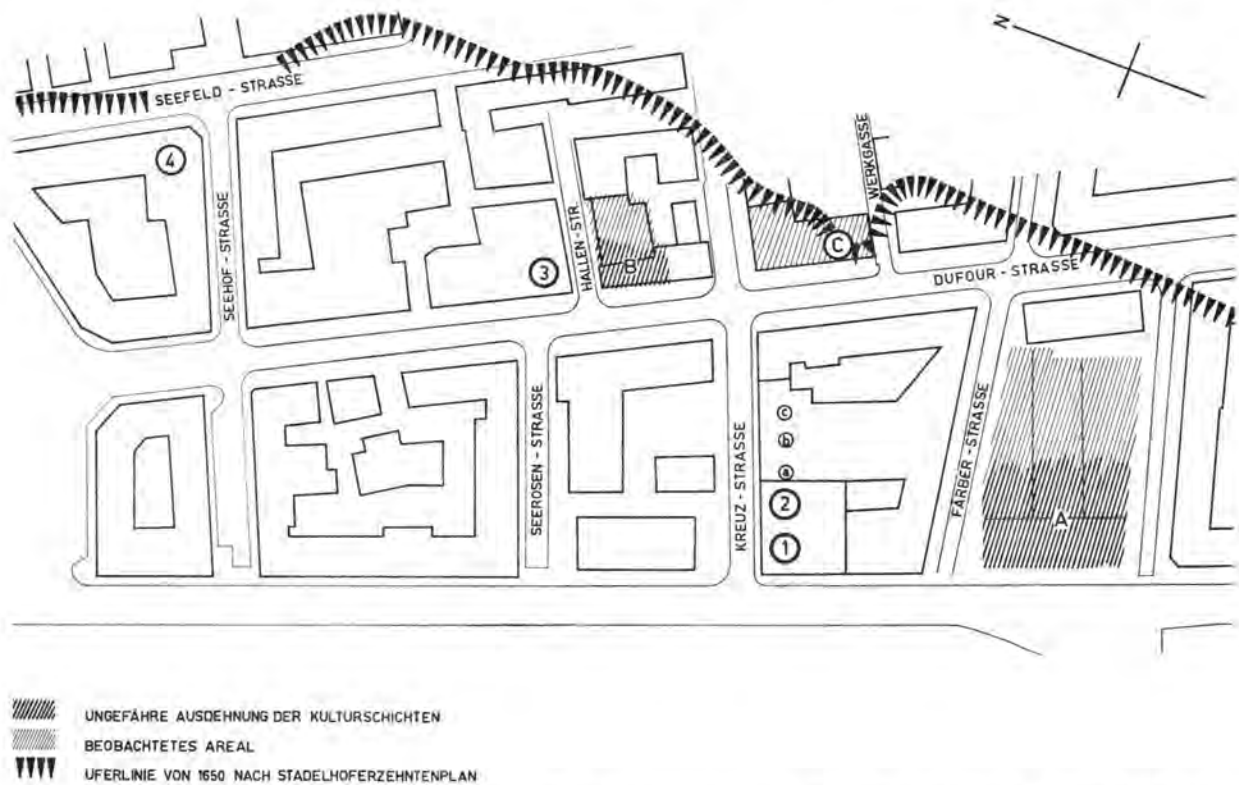 N
SEEFELD - STRASSE
4
SEEHOF - STRASSE
3
HALLEN - STR.
B
C
WERKGASSE
DUFOUR - STRASSE
SEEROSEN - STRASSE
KREUZ - STRASSE
c
b
a
2
1
FÄRBER - STRASSE
A
UNGEFÄHRE AUSDEHNUNG DER KULTURSCHICHTEN
BEOBACHTETES AREAL
UFERLINIE VON 1650 NACH STADELHOFERZEHNTENPLAN